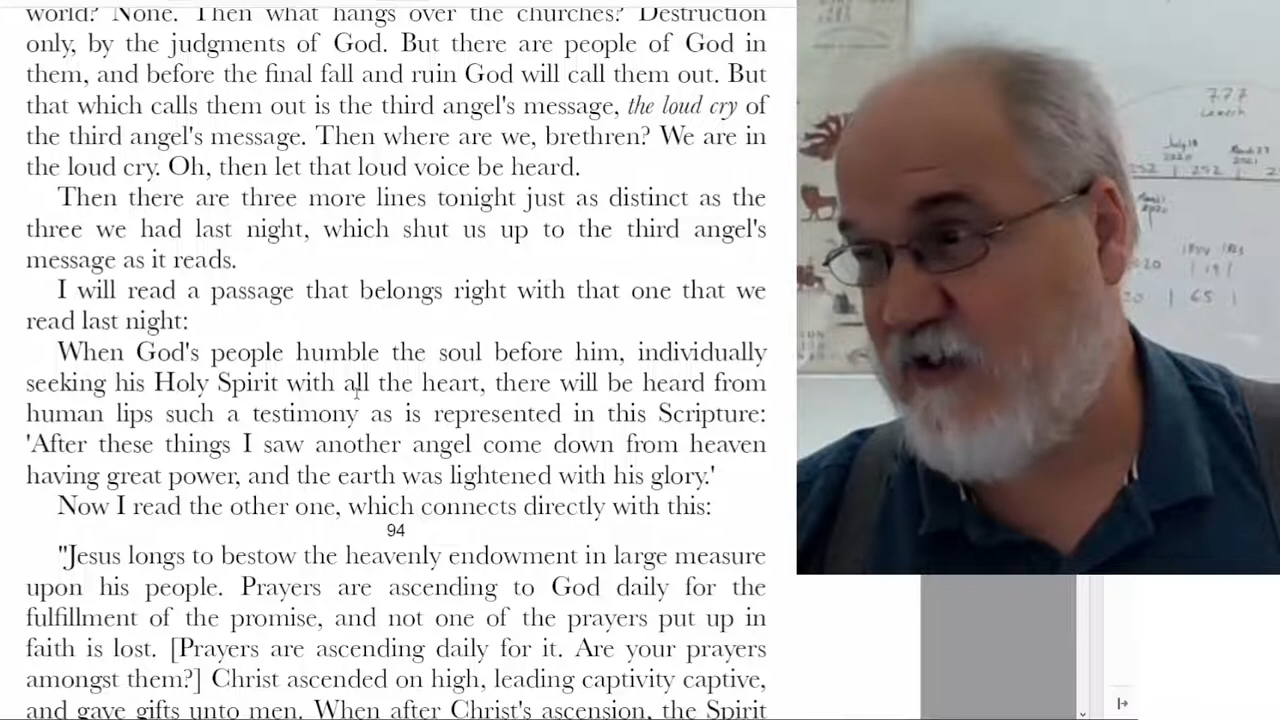 world? None. Then what hangs over the churches? Destruction
only, by the judgments of God. But there are people of God in
them, and before the final fall and ruin God will call them out. But
that which calls them out is the third angel's message, the loud cry of
the third angel's message. Then where are we, brethren? We are in
the loud cry. Oh, then let that loud voice be heard.
Then there are three more lines tonight just as distinct as the
three we had last night, which shut us up to the third angel's
message as it reads.
I will read a passage that belongs right with that one that we
read last night:
When God's people humble the soul before him, individually
seeking his Holy Spirit with all the heart, there will be heard from
human lips such a testimony as is represented in this Scripture:
'After these things I saw another angel come down from heaven
having great power, and the earth was lightened with his glory.'
Now I read the other one, which connects directly with this:
94
"Jesus longs to bestow the heavenly endowment in large measure
upon his people. Prayers are ascending to God daily for the
fulfillment of the promise, and not one of the prayers put up in
faith is lost. [Prayers are ascending daily for it. Are your prayers
amongst them?] Christ ascended on high, leading captivity captive,
and gave gifts unto men. When after Christ's ascension, the Spirit
777
Lamech
July 18
2020
252
252
65